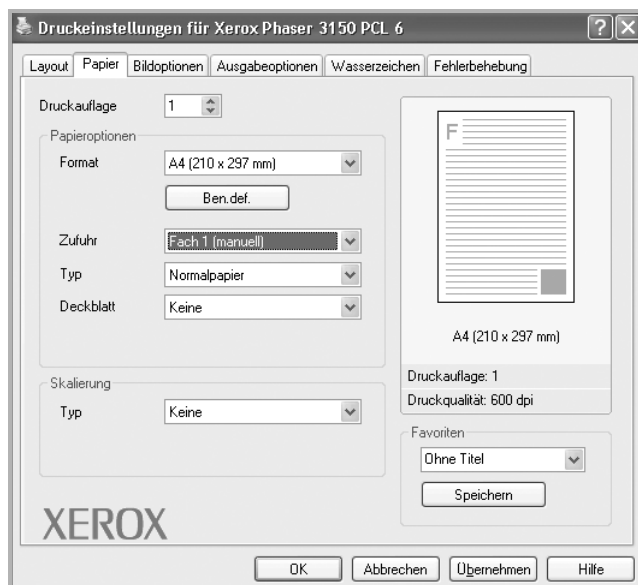 Druckeinstellungen für Xerox Phaser 3150 PCL 6
Layout Papier Bildoptionen Ausgabeoptionen Wasserzeichen Fehlerbehebung
Druckauflage 1
Papieroptionen
Format A4 (210 x 297 mm)
Ben.def.
Zufuhr Fach 1 (manuell)
Typ Normalpapier
Deckblatt Keine
Skalierung
Typ Keine
XEROX
F
A4 (210 x 297 mm)
Druckauflage: 1
Druckqualität: 600 dpi
Favoriten
Ohne Titel
Speichern
OK Abbrechen Übernehmen Hilfe